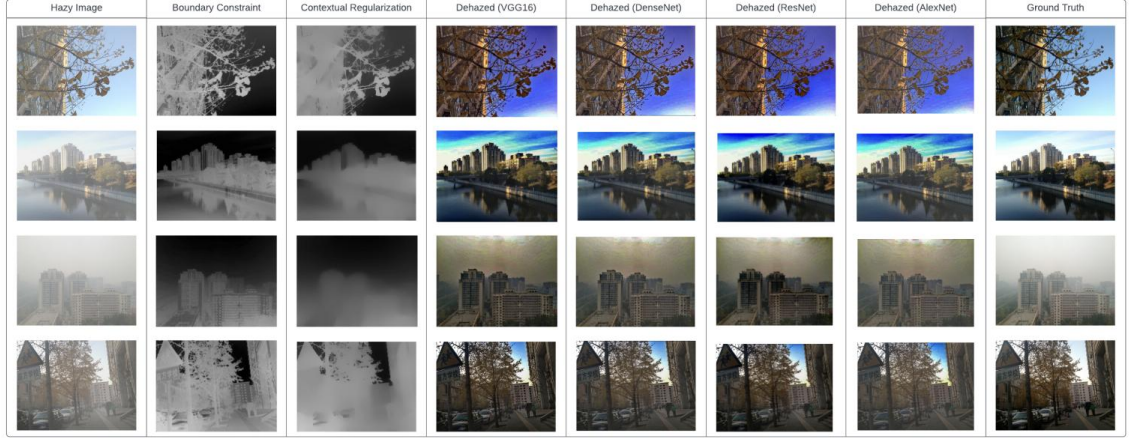 Hazy Image
Boundary Constraint
Contextual Regularization
Dehazed (VGG16)
Dehazed (DenseNet)
Dehazed (ResNet)
Dehazed (AlexNet)
Ground Truth